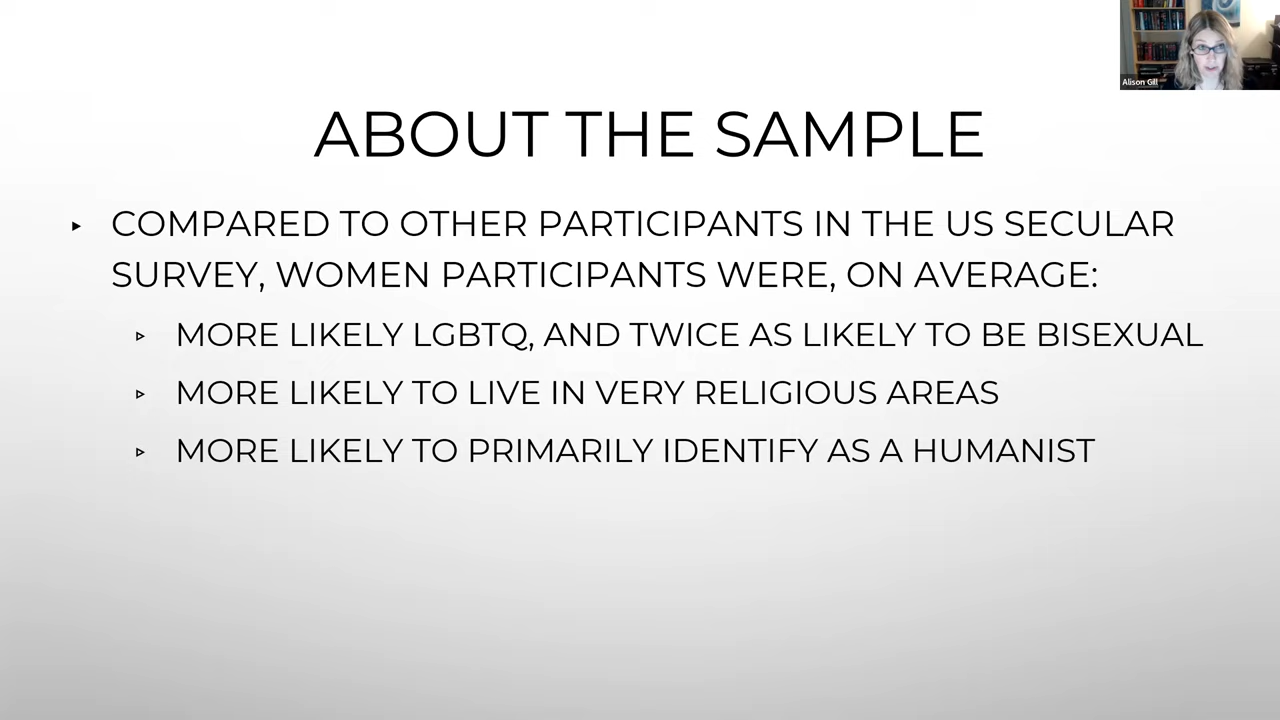 Alison Gill
ABOUT THE SAMPLE
▸ COMPARED TO OTHER PARTICIPANTS IN THE US SECULAR
SURVEY, WOMEN PARTICIPANTS WERE, ON AVERAGE:
▹ MORE LIKELY LGBTQ, AND TWICE AS LIKELY TO BE BISEXUAL
▹ MORE LIKELY TO LIVE IN VERY RELIGIOUS AREAS
▹ MORE LIKELY TO PRIMARILY IDENTIFY AS A HUMANIST